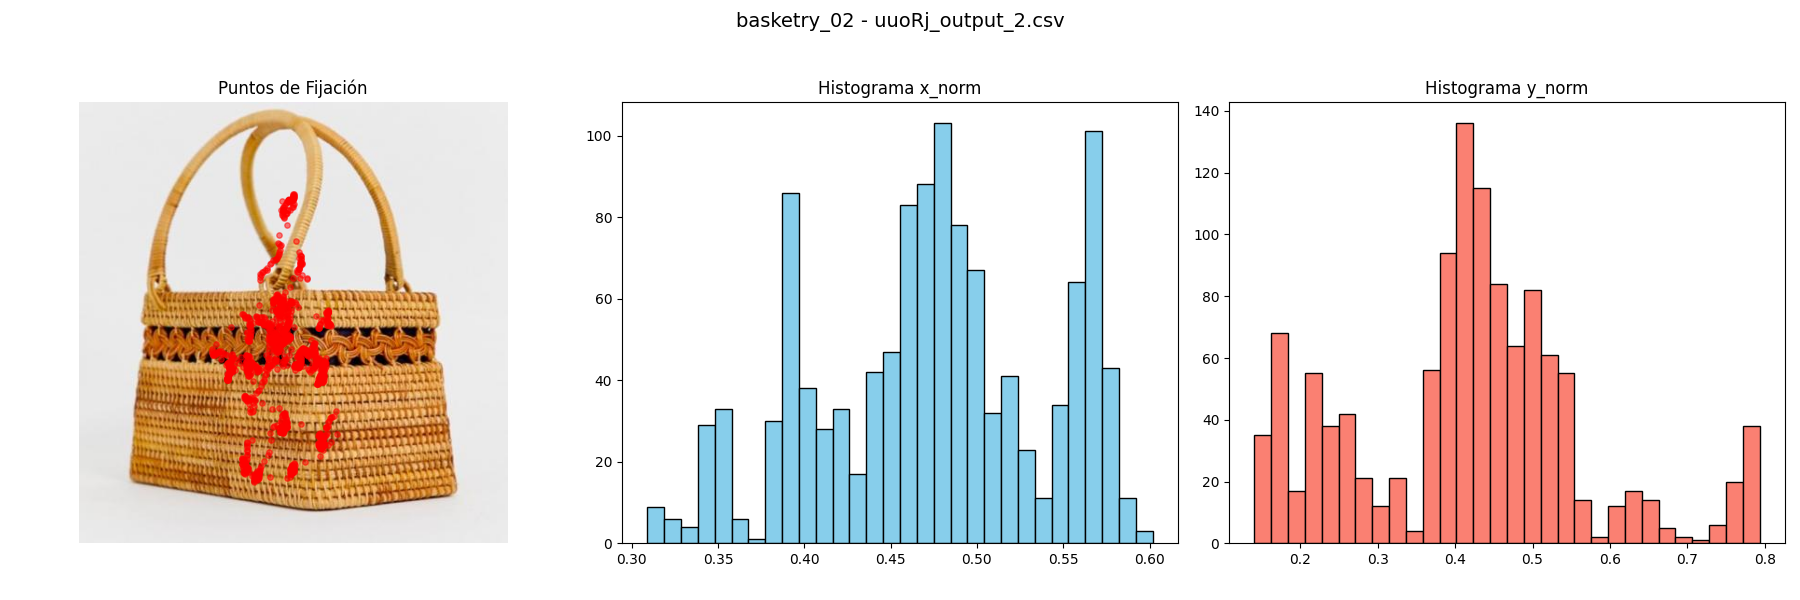 basketry_02 - uuoRj_output_2.csv
Puntos de Fijación
Histograma x_norm
Histograma y_norm
100
80
60
40
20
0
0.30 0.35 0.40 0.45 0.50 0.55 0.60
140
120
100
80
60
40
20
0
0.2 0.3 0.4 0.5 0.6 0.7 0.8